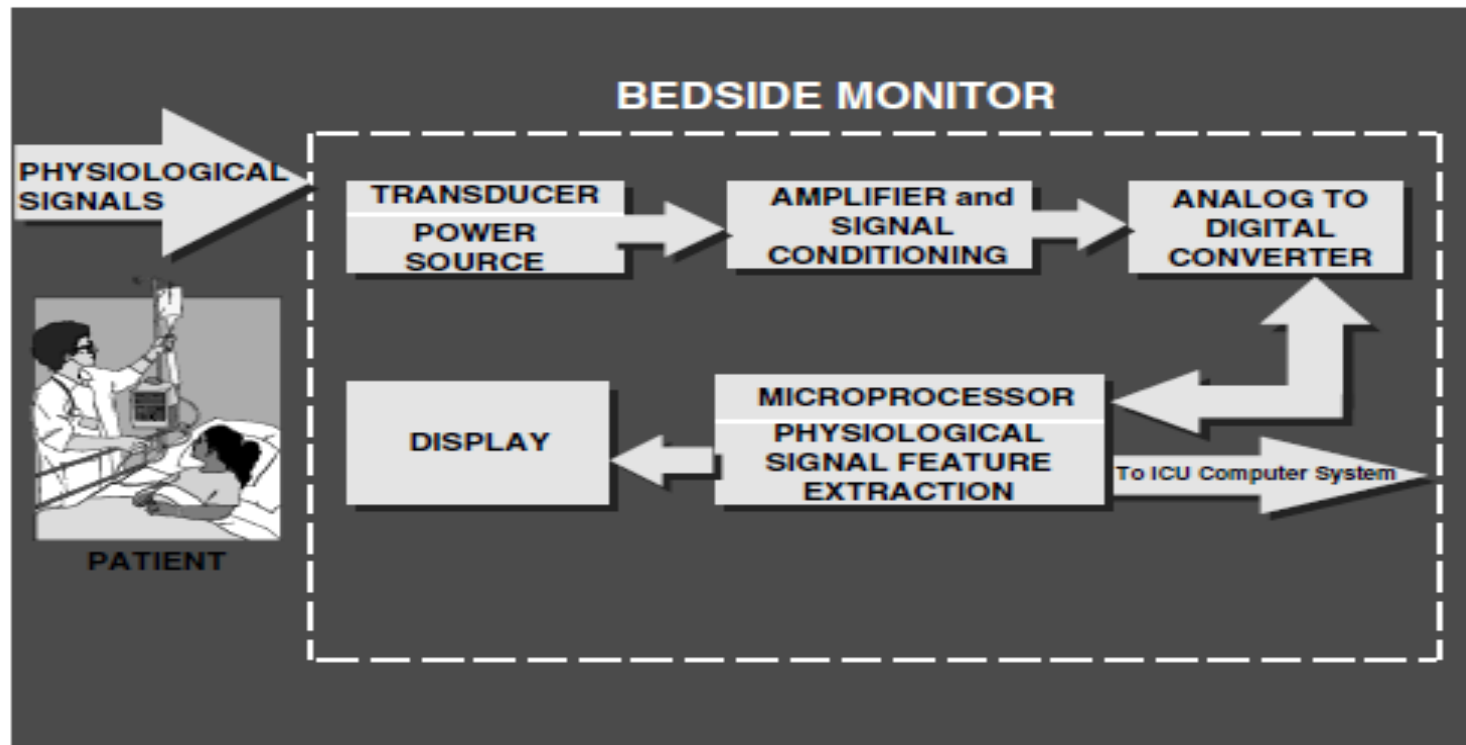 BEDSIDE MONITOR
PHYSIOLOGICAL
SIGNALS
TRANSDUCER
POWER
SOURCE
AMPLIFIER and
SIGNAL
CONDITIONING
ANALOG TO
DIGITAL
CONVERTER
DISPLAY
MICROPROCESSOR
PHYSIOLOGICAL
SIGNAL FEATURE
EXTRACTION
To ICU Computer System
PATIENT